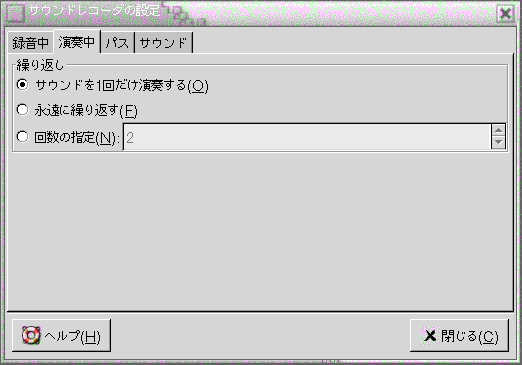 サウンドレコーダの設定
録音中 演奏中 パス サウンド
繰り返し
サウンドを1回だけ演奏する(O)
永遠に繰り返す(F)
回数の指定(N): 2
ヘルプ(H) 閉じる(C)